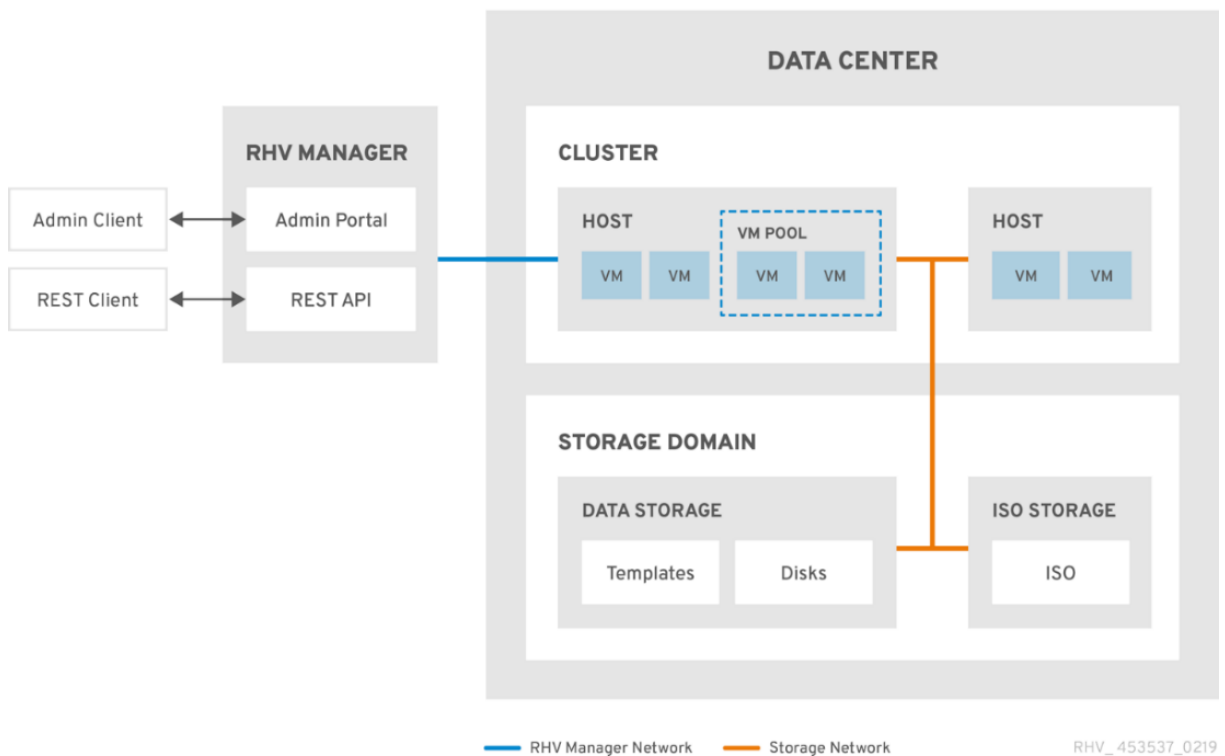 DATA CENTER
RHV MANAGER
Admin Client
Admin Portal
REST Client
REST API
CLUSTER
HOST
VM
VM
VM POOL
VM
VM
HOST
VM
VM
STORAGE DOMAIN
DATA STORAGE
Templates
Disks
ISO STORAGE
ISO
RHV Manager Network
Storage Network
RHV_453537_0219